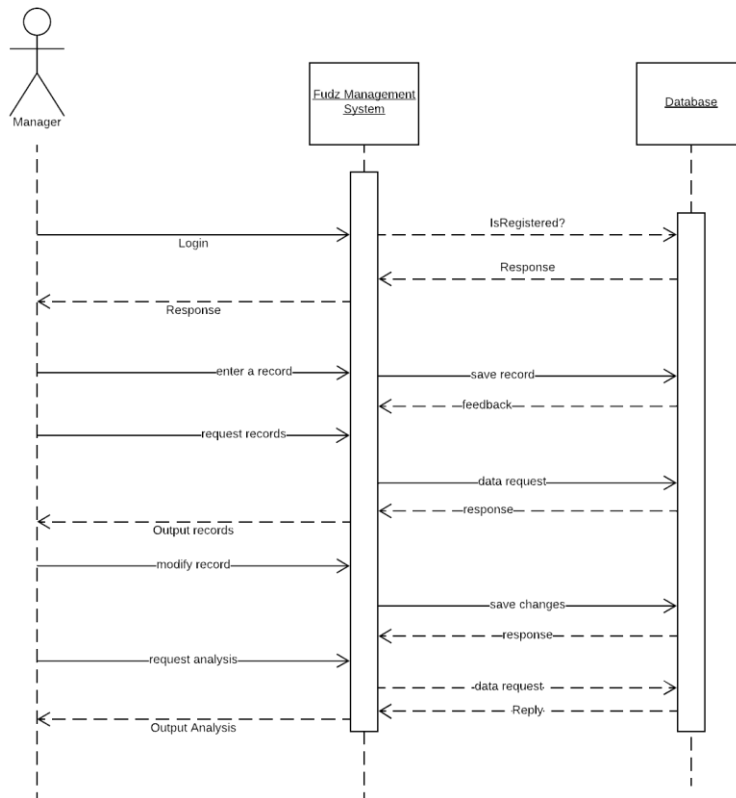 Manager
Fudz Management
System
Database
IsRegistered?
Login
Response
Response
enter a record
save record
feedback
request records
data request
response
Output records
modify record
save changes
response
request analysis
data request
Reply
Output Analysis